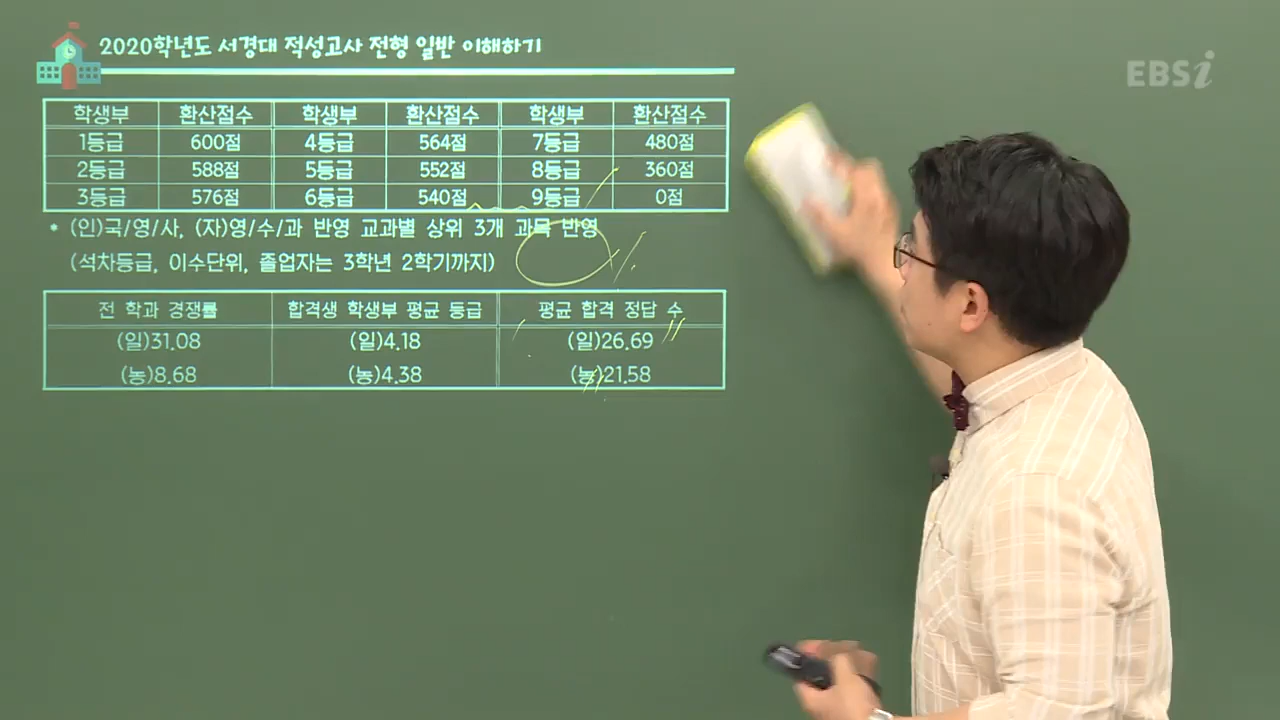 2020학년도 서경대 적성고사 전형 일반 이해하기
EBSi
학생부 환산점수 학생부 환산점수 학생부 환산점수
1등급 600점 4등급 564점 7등급 480점
2등급 588점 5등급 552점 8등급 360점
3등급 576점 6등급 540점 9등급 0점
* (인)국/영/사, (자)영/수/과 반영 교과별 상위 3개 과목 반영
(석차등급, 이수단위, 졸업자는 3학년 2학기까지)
전 학과 경쟁률 합격생 학생부 평균 등급 평균 합격 정답 수
(일)31.08 (일)4.18 (일)26.69
(농)8.68 (농)4.38 (농)21.58